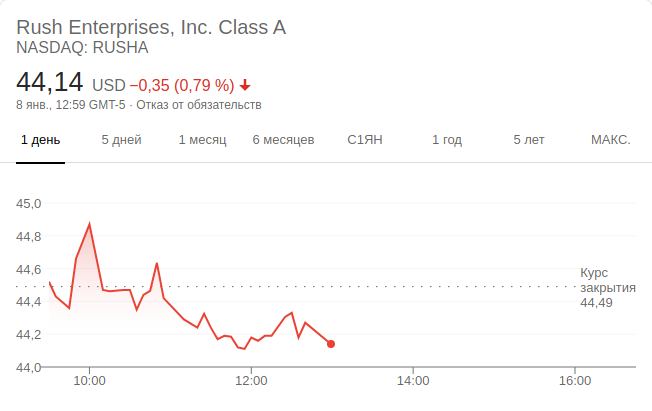 Rush Enterprises, Inc. Class A
NASDAQ: RUSHA
44,14 USD −0,35 (0,79 %)
8 янв., 12:59 GMT-5 · Отказ от обязательств
1 день 5 дней 1 месяц 6 месяцев С1ЯН 1 год 5 лет МАКС.
45,0
44,8
44,6
44,4
44,2
44,0
Курс
закрытия
44,49
10:00 12:00 14:00 16:00